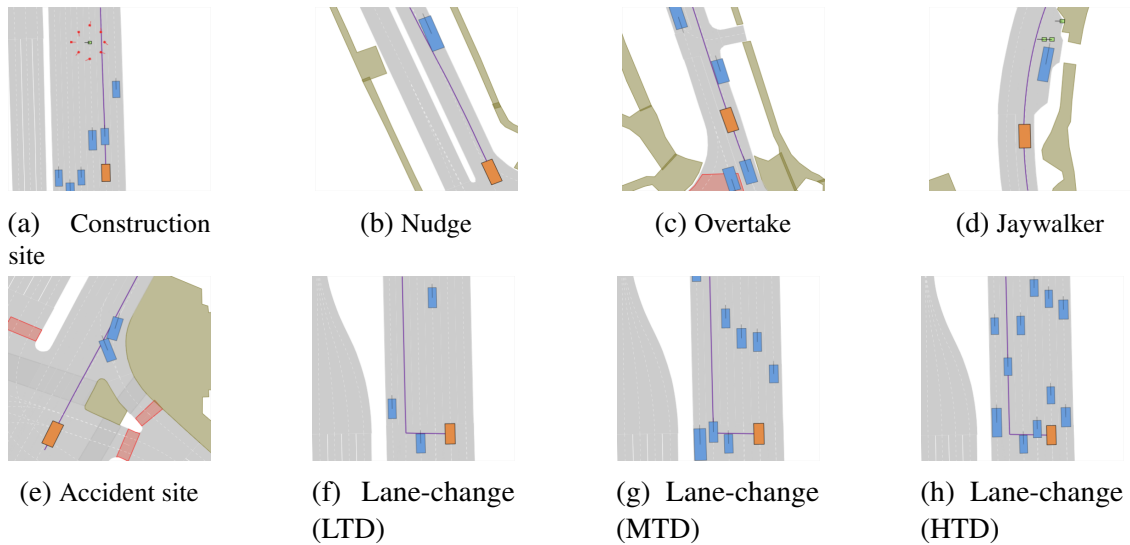 (a) Construction
site
(b) Nudge
(c) Overtake
(d) Jaywalker
(e) Accident site
(f) Lane-change
(LTD)
(g) Lane-change
(MTD)
(h) Lane-change
(HTD)